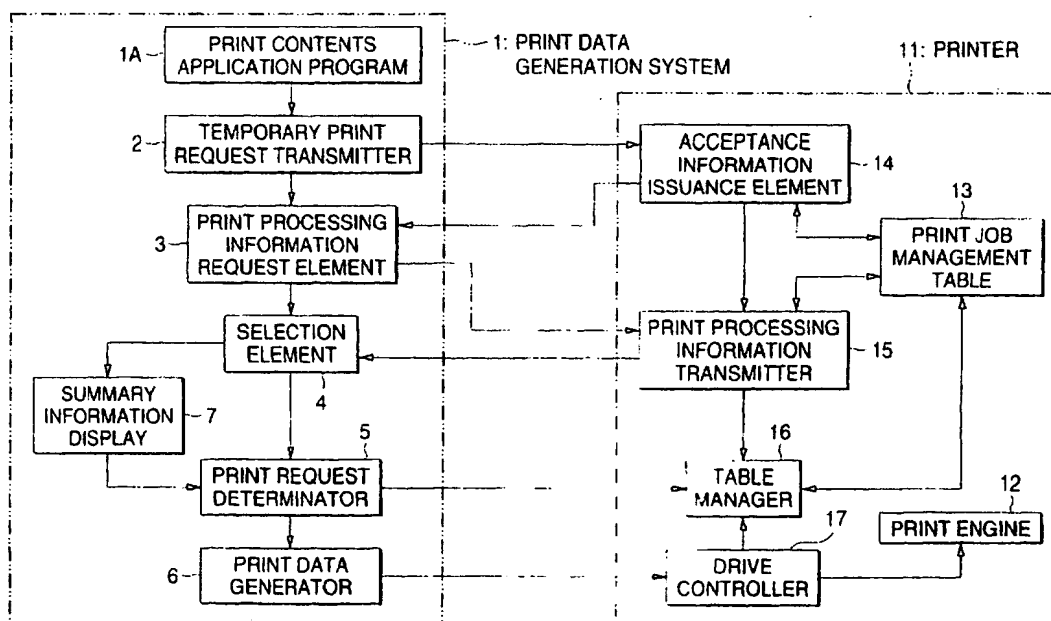 1A
PRINT CONTENTS
APPLICATION PROGRAM
1: PRINT DATA
GENERATION SYSTEM
11: PRINTER
2
TEMPORARY PRINT
REQUEST TRANSMITTER
ACCEPTANCE
INFORMATION
ISSUANCE ELEMENT
14
3
PRINT PROCESSING
INFORMATION
REQUEST ELEMENT
13
PRINT JOB
MANAGEMENT
TABLE
SELECTION
ELEMENT
4
PRINT PROCESSING
INFORMATION
TRANSMITTER
15
SUMMARY
INFORMATION
DISPLAY
7
5
PRINT REQUEST
DETERMINATOR
16
TABLE
MANAGER
12
PRINT ENGINE
6
PRINT DATA
GENERATOR
17
DRIVE
CONTROLLER